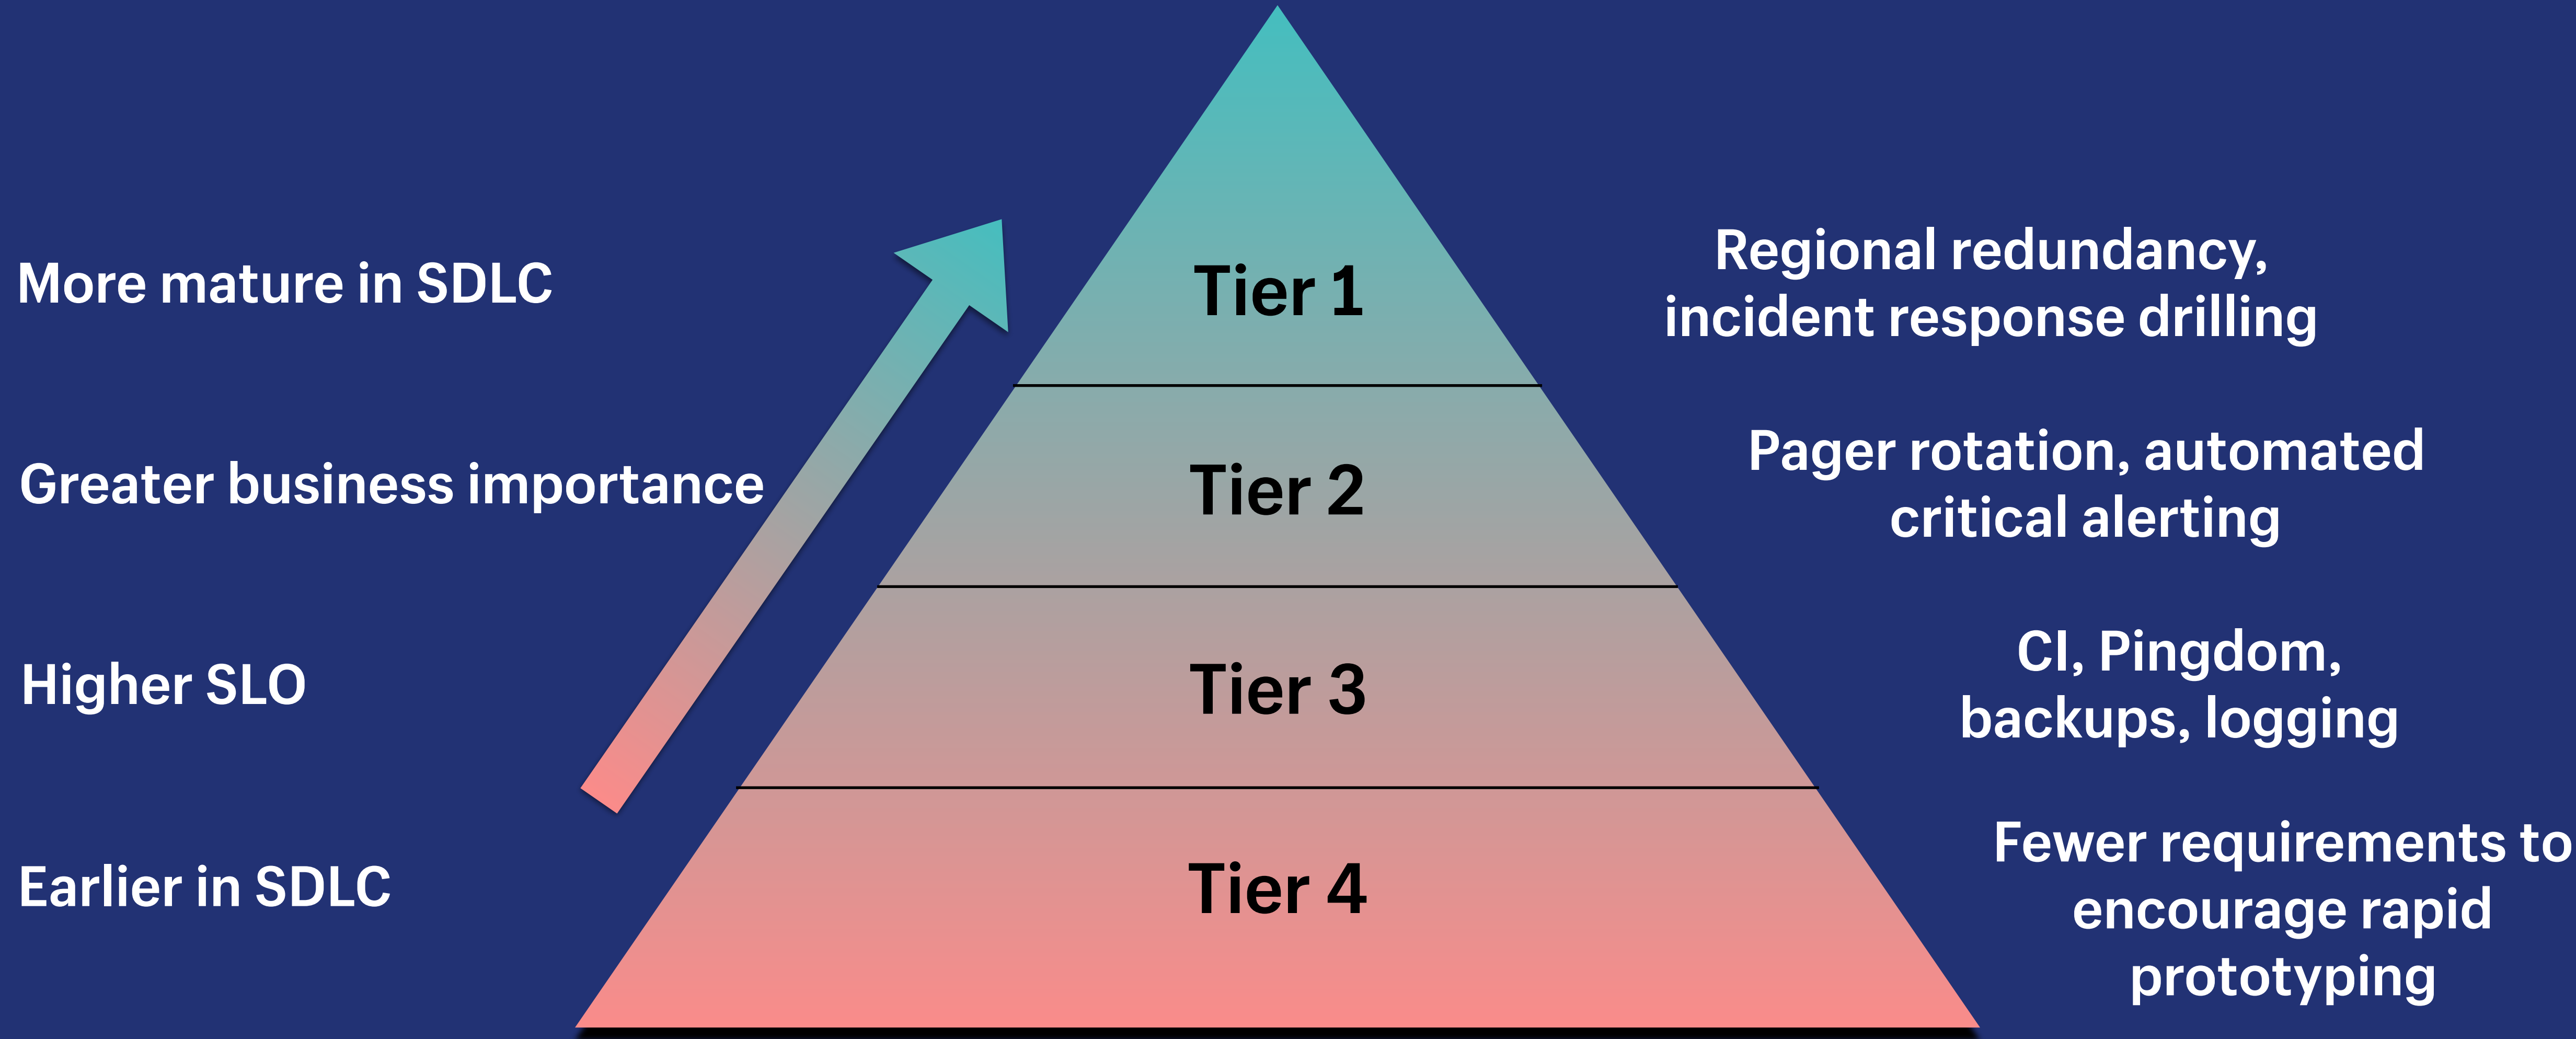 More mature in SDLC
Tier 1
Regional redundancy,
incident response drilling
Greater business importance
Tier 2
Pager rotation, automated
critical alerting
Higher SLO
Tier 3
CI, Pingdom,
backups, logging
Earlier in SDLC
Tier 4
Fewer requirements to
encourage rapid
prototyping